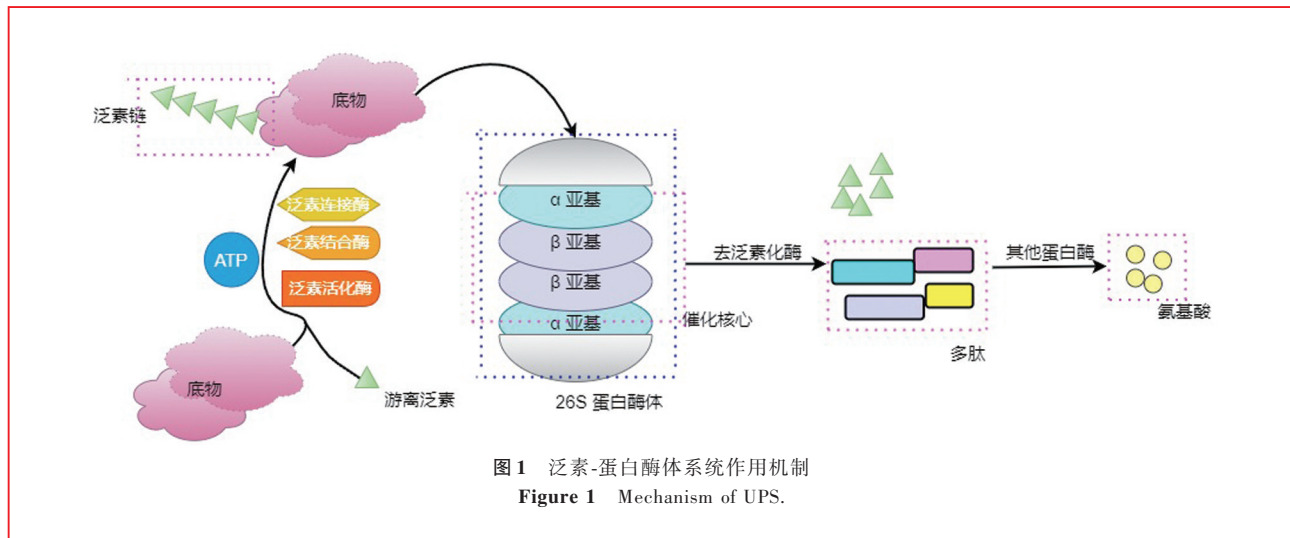 泛素链
底物
泛素连接酶
泛素结合酶
泛素活化酶
ATP
底物
游离泛素
α 亚基
β 亚基
β 亚基
α 亚基
催化核心
26S 蛋白酶体
去泛素化酶
多肽
其他蛋白酶
氨基酸
图1 泛素-蛋白酶体系统作用机制
Figure 1 Mechanism of UPS.